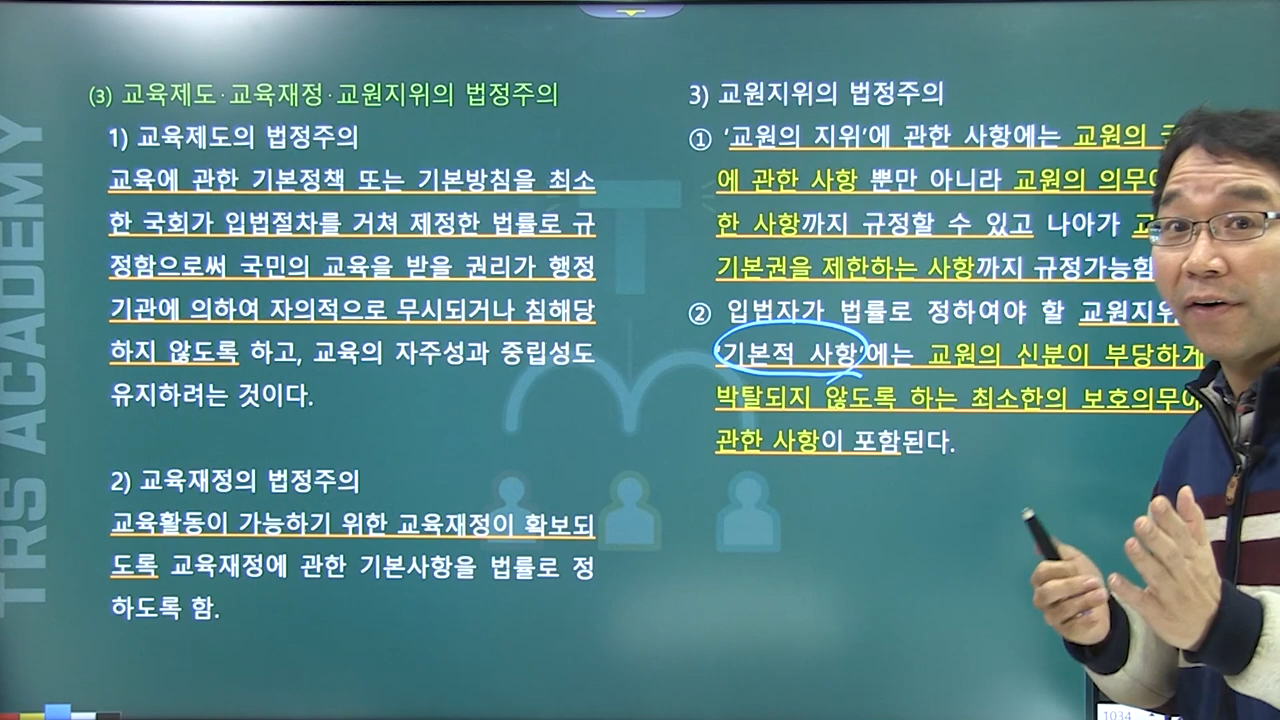 TRS ACADEMY
(3) 교육제도·교육재정·교원지위의 법정주의
1) 교육제도의 법정주의
교육에 관한 기본정책 또는 기본방침을 최소
한 국회가 입법절차를 거쳐 제정한 법률로 규
정함으로써 국민의 교육을 받을 권리가 행정
기관에 의하여 자의적으로 무시되거나 침해당
하지 않도록 하고, 교육의 자주성과 중립성도
유지하려는 것이다.
2) 교육재정의 법정주의
교육활동이 가능하기 위한 교육재정이 확보되
도록 교육재정에 관한 기본사항을 법률로 정
하도록 함.
3) 교원지위의 법정주의
① '교원의 지위'에 관한 사항에는 교원의
에 관한 사항 뿐만 아니라 교원의 의무에
한 사항까지 규정할 수 있고 나아가
기본권을 제한하는 사항까지 규정가능함
② 입법자가 법률로 정하여야 할 교원지위
'기본적 사항'에는 교원의 신분이 부당하게
박탈되지 않도록 하는 최소한의 보호의무에
관한 사항이 포함된다.
1034